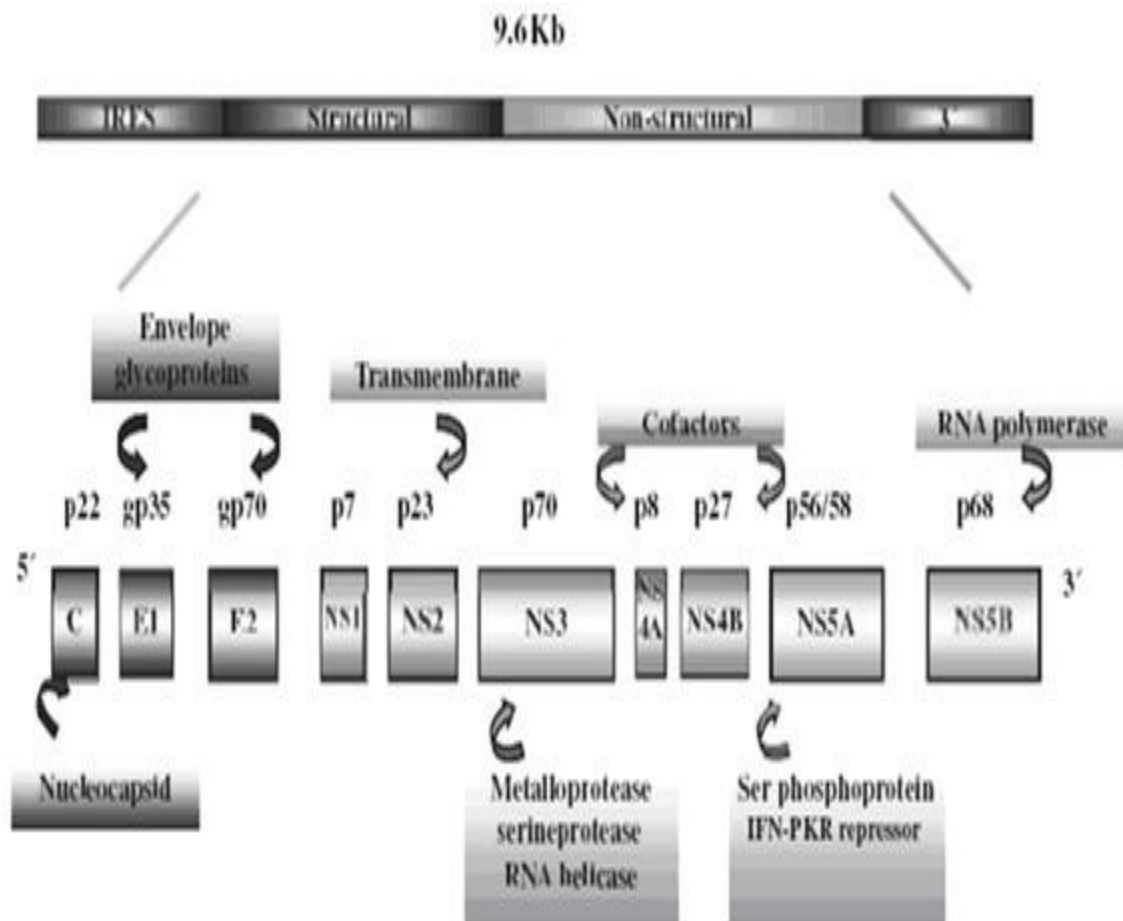 9.6Kb
IRES Structural Non-structural 3´
Envelope
glycoproteins
Transmembrane
Cofactors
RNA polymerase
p22 gp35 gp70 p7 p23 p70 p8 p27 p56/58 p68
5´ 3´
C E1 E2 NS1 NS2 NS3 NS NS4B NS5A NS5B
4A
Nucleocapsid
Metalloprotease
serineprotease
RNA helicase
Ser phosphoprotein
IFN-PKR repressor